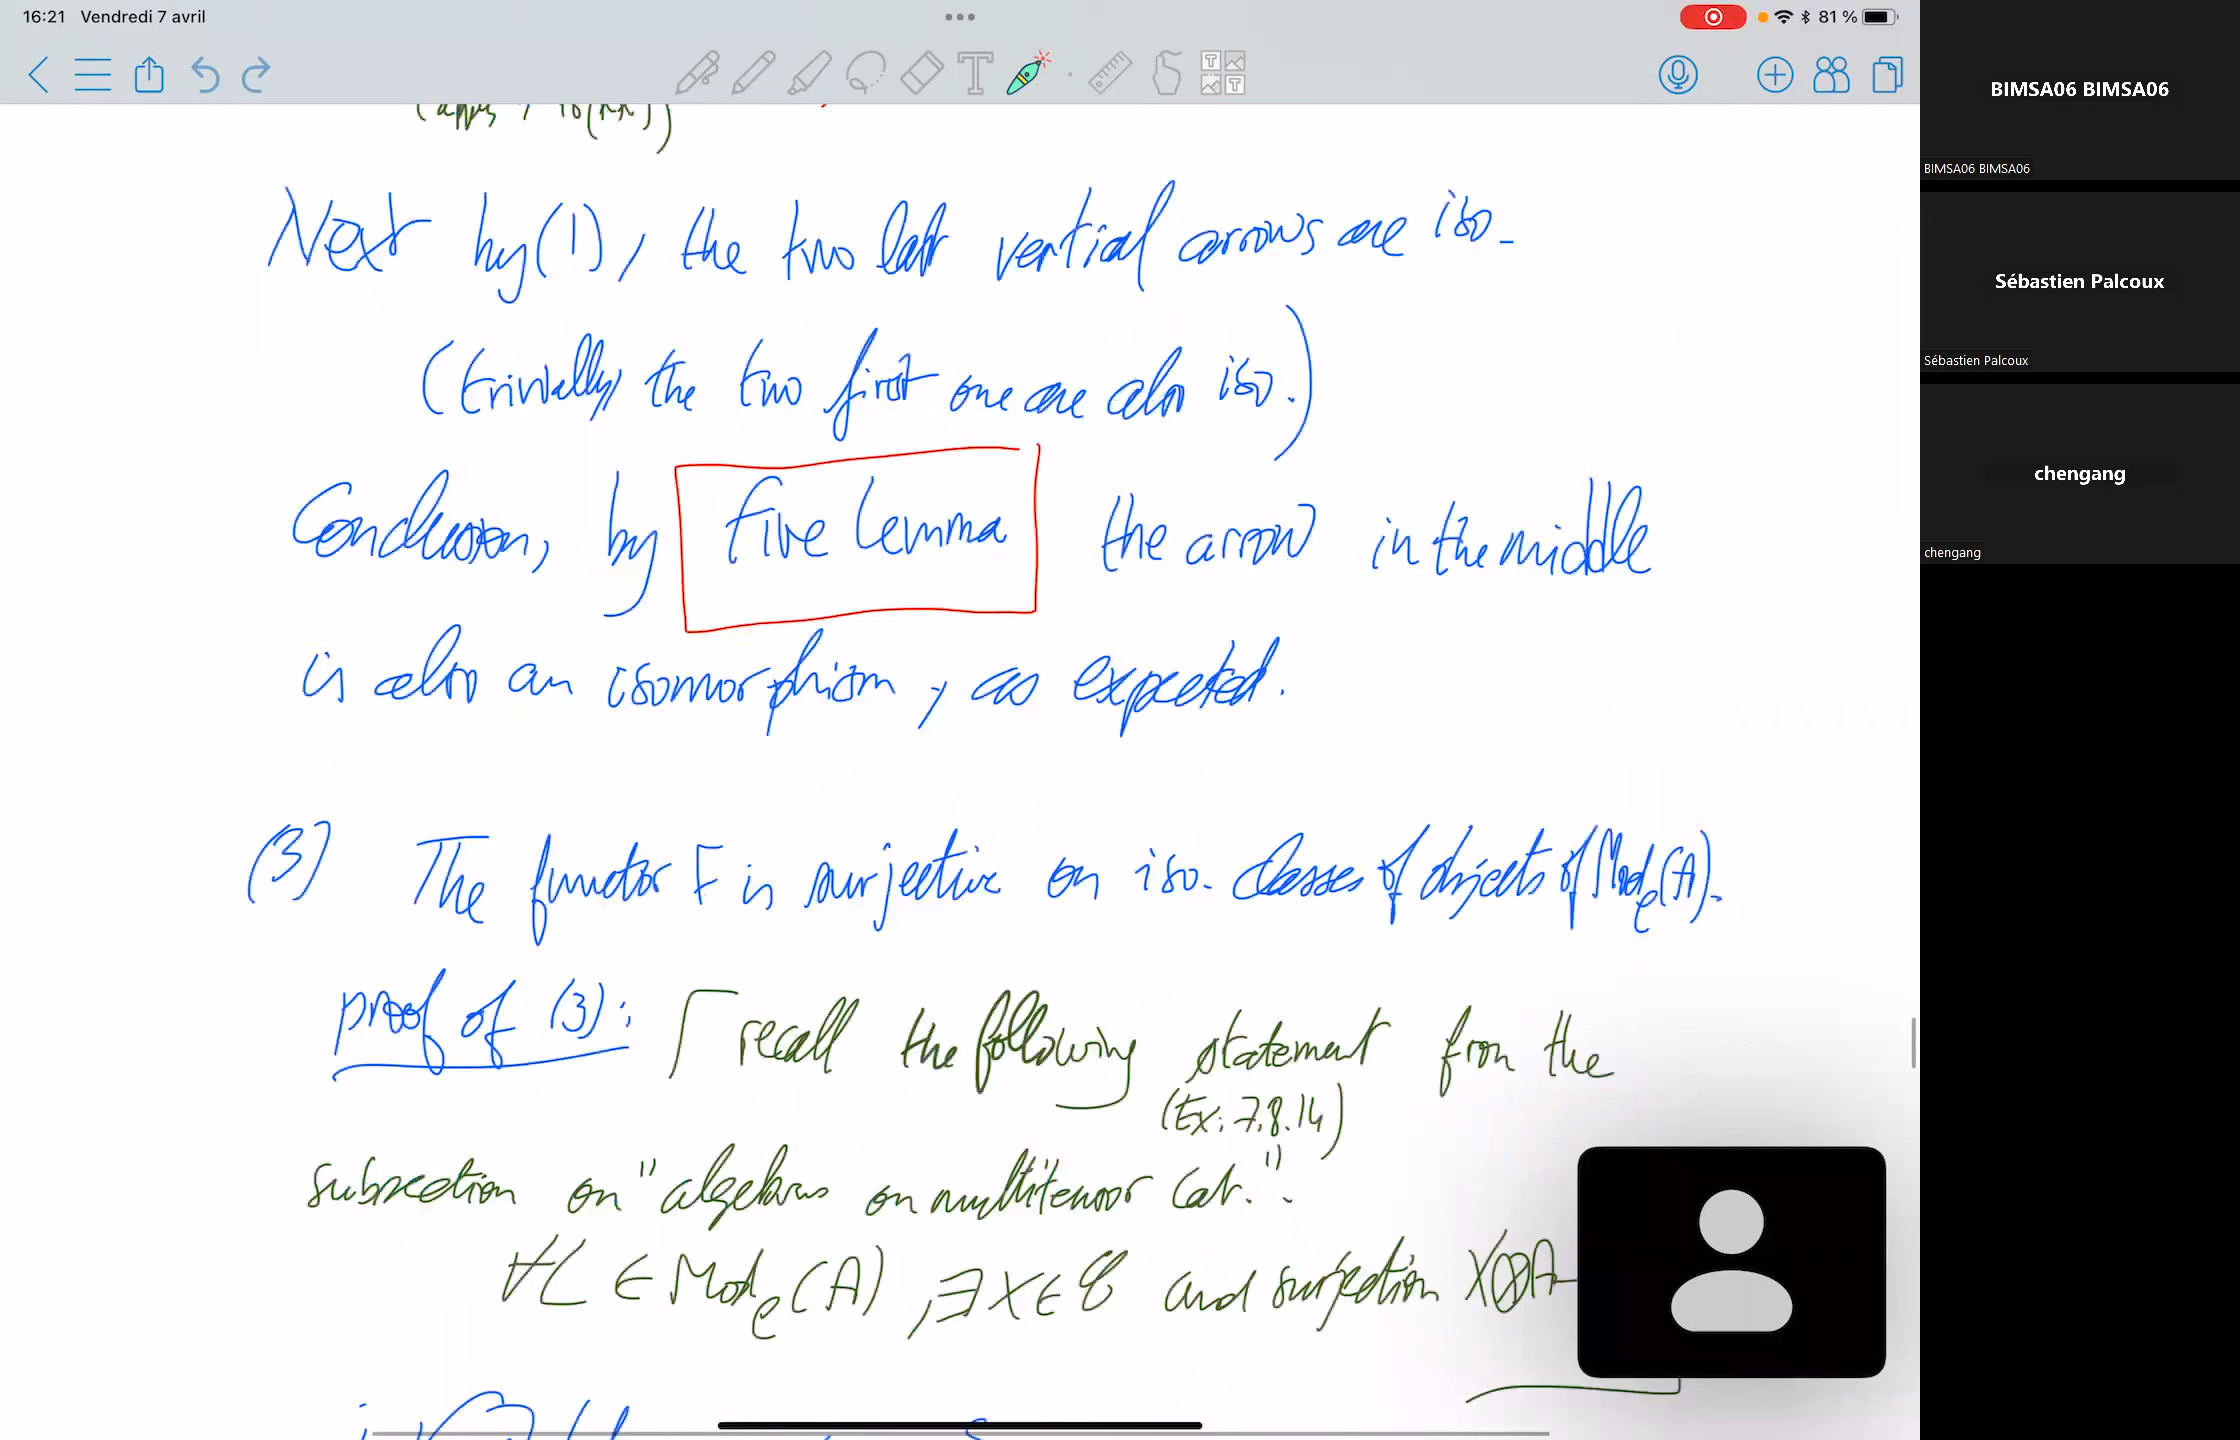 16:21 Vendredi 7 avril
81 %
Next by (1), the two last vertical arrows are iso.
(trivially, the two first one are also iso.)
Conclusion, by five lemma the arrow in the middle
is also an isomorphism, as expected.
(3) The functor F is surjective on iso. classes of objects of Mod_C(A).
proof of (3): recall the following statement from the
(Ex: 7.8.14)
subsection on "algebras on multitensor cat.".
∀L ∈ Mod_C(A), ∃X ∈ C and surjection X⊗A
BIMSA06 BIMSA06
BIMSA06 BIMSA06
Sébastien Palcoux
Sébastien Palcoux
chengang
chengang